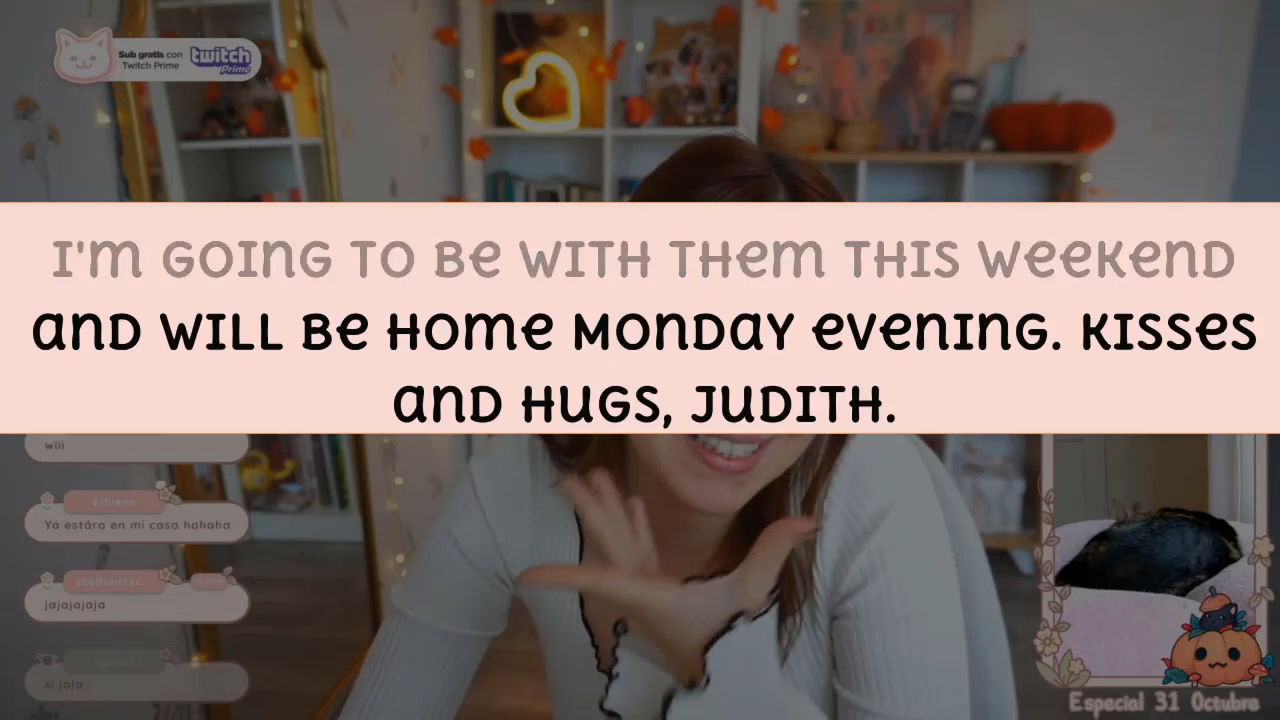 Sub gratis con
Twitch Prime
twitch
Prime
I'M GOING TO BE WITH THEM THIS WEEKEND
AND WILL BE HOME MONDAY EVENING. KISSES
AND HUGS, JUDITH.
wiii
Ya estára en mi casa hahaha
jajajajaja
si jaja
Especial 31 Octubre